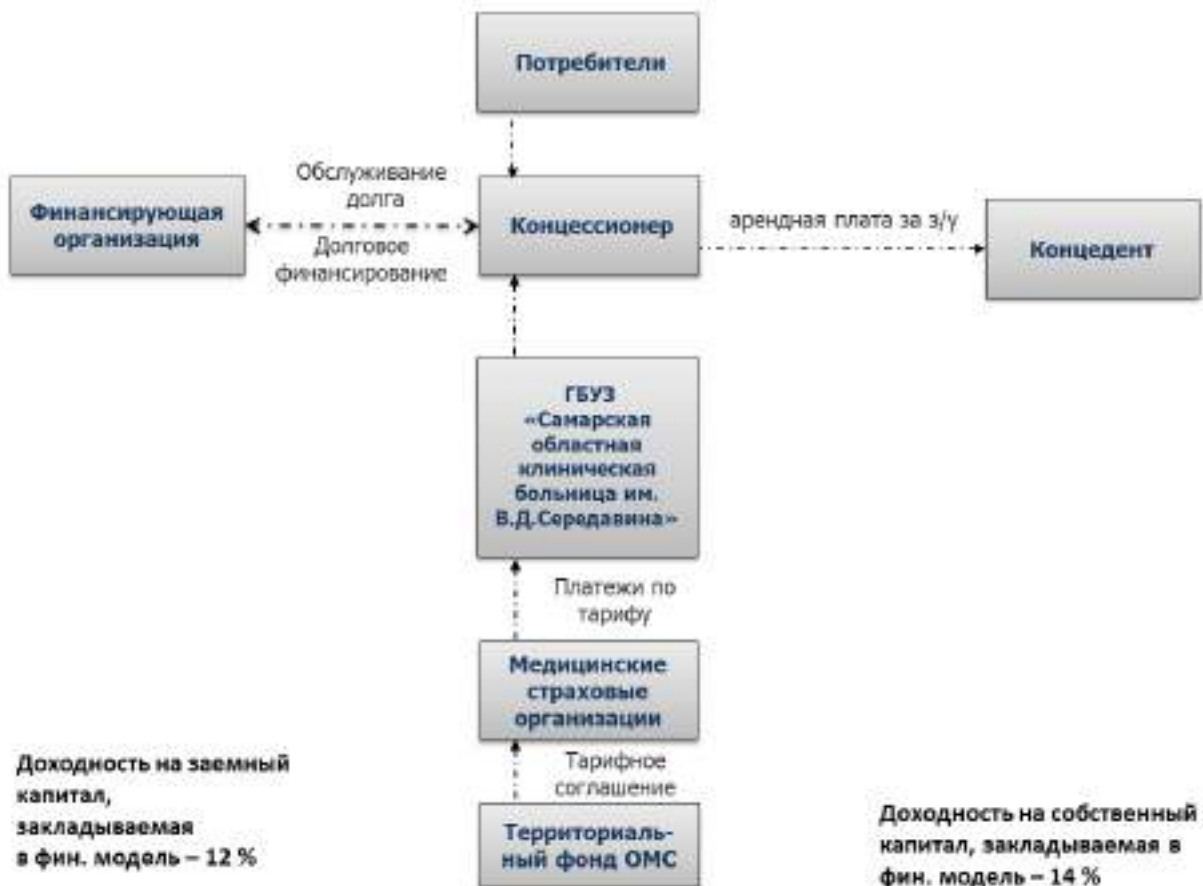 Потребители
Обслуживание
долга
Финансирующая
организация
Концессионер
арендная плата за з/у
Концедент
Долговое
финансирование
ГБУЗ
«Самарская
областная
клиническая
больница им.
В.Д.Середавина»
Платежи по
тарифу
Медицинские
страховые
организации
Тарифное
соглашение
Территориаль-
ный фонд ОМС
Доходность на заемный
капитал,
закладываемая
в фин. модель – 12 %
Доходность на собственный
капитал, закладываемая в
фин. модель – 14 %